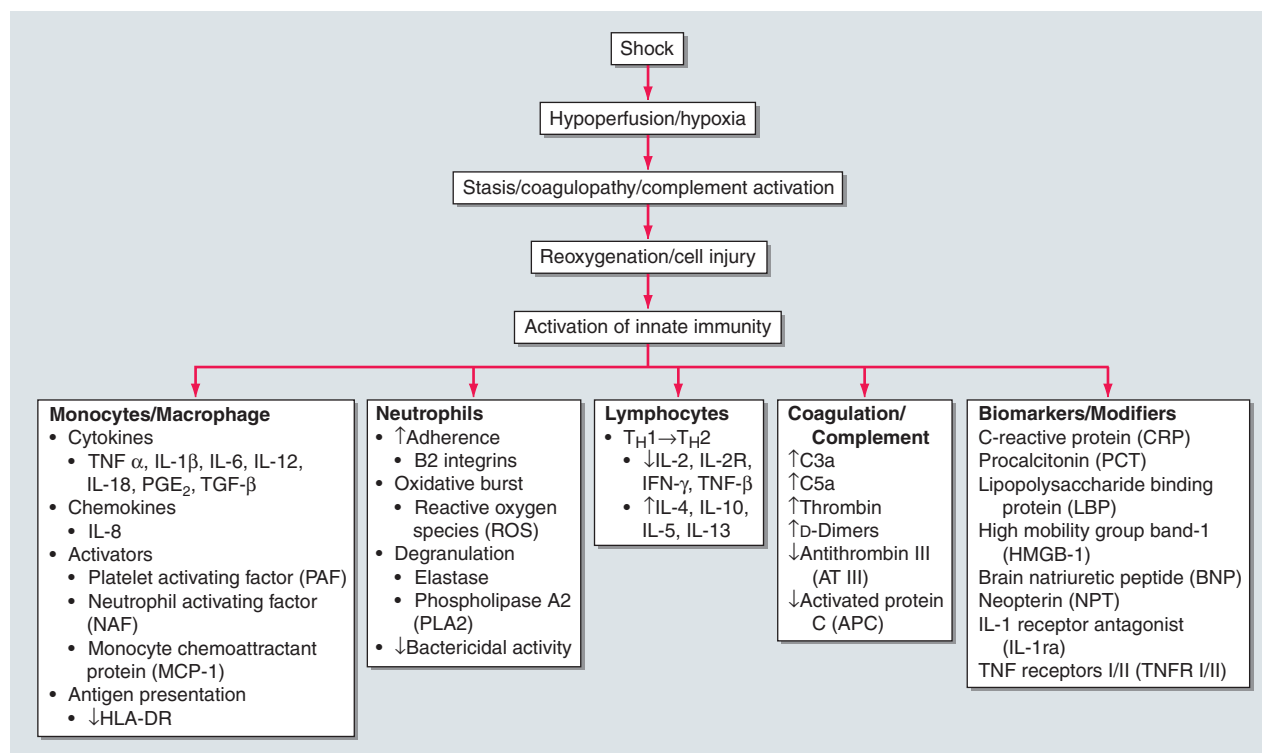 Shock
Hypoperfusion/hypoxia
Stasis/coagulopathy/complement activation
Reoxygenation/cell injury
Activation of innate immunity
Monocytes/Macrophage
• Cytokines
• TNF α, IL-1β, IL-6, IL-12,
IL-18, PGE₂, TGF-β
• Chemokines
• IL-8
• Activators
• Platelet activating factor (PAF)
• Neutrophil activating factor
(NAF)
• Monocyte chemoattractant
protein (MCP-1)
• Antigen presentation
• ↓HLA-DR
Neutrophils
• ↑Adherence
• B2 integrins
• Oxidative burst
• Reactive oxygen
species (ROS)
• Degranulation
• Elastase
• Phospholipase A2
(PLA2)
• ↓Bactericidal activity
Lymphocytes
• T_H1→T_H2
• ↓IL-2, IL-2R,
IFN-γ, TNF-β
• ↑IL-4, IL-10,
IL-5, IL-13
Coagulation/
Complement
↑C3a
↑C5a
↑Thrombin
↑D-Dimers
↓Antithrombin III
(AT III)
↓Activated protein
C (APC)
Biomarkers/Modifiers
C-reactive protein (CRP)
Procalcitonin (PCT)
Lipopolysaccharide binding
protein (LBP)
High mobility group band-1
(HMGB-1)
Brain natriuretic peptide (BNP)
Neopterin (NPT)
IL-1 receptor antagonist
(IL-1ra)
TNF receptors I/II (TNFR I/II)